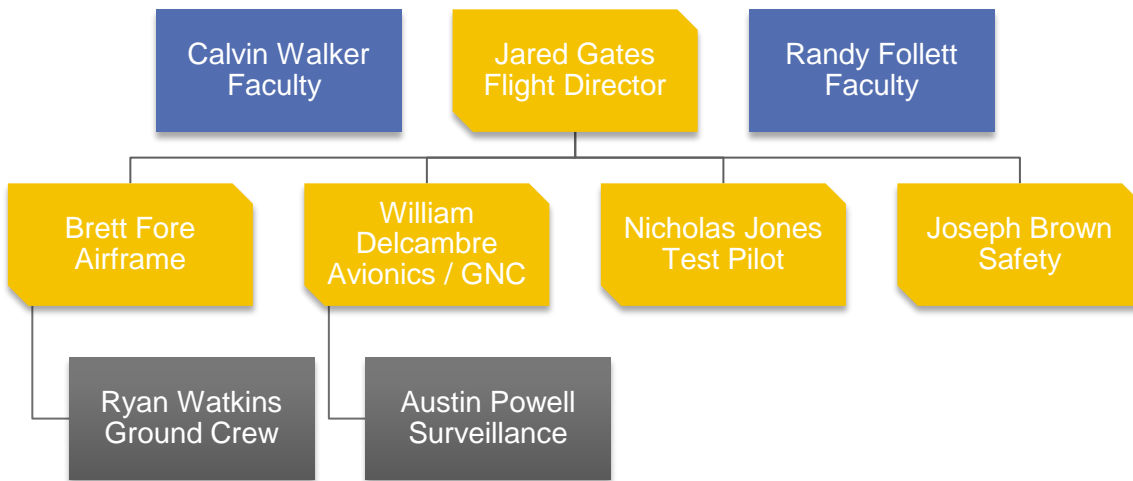 Calvin Walker
Faculty
Jared Gates
Flight Director
Randy Follett
Faculty
Brett Fore
Airframe
William
Delcambre
Avionics / GNC
Nicholas Jones
Test Pilot
Joseph Brown
Safety
Ryan Watkins
Ground Crew
Austin Powell
Surveillance